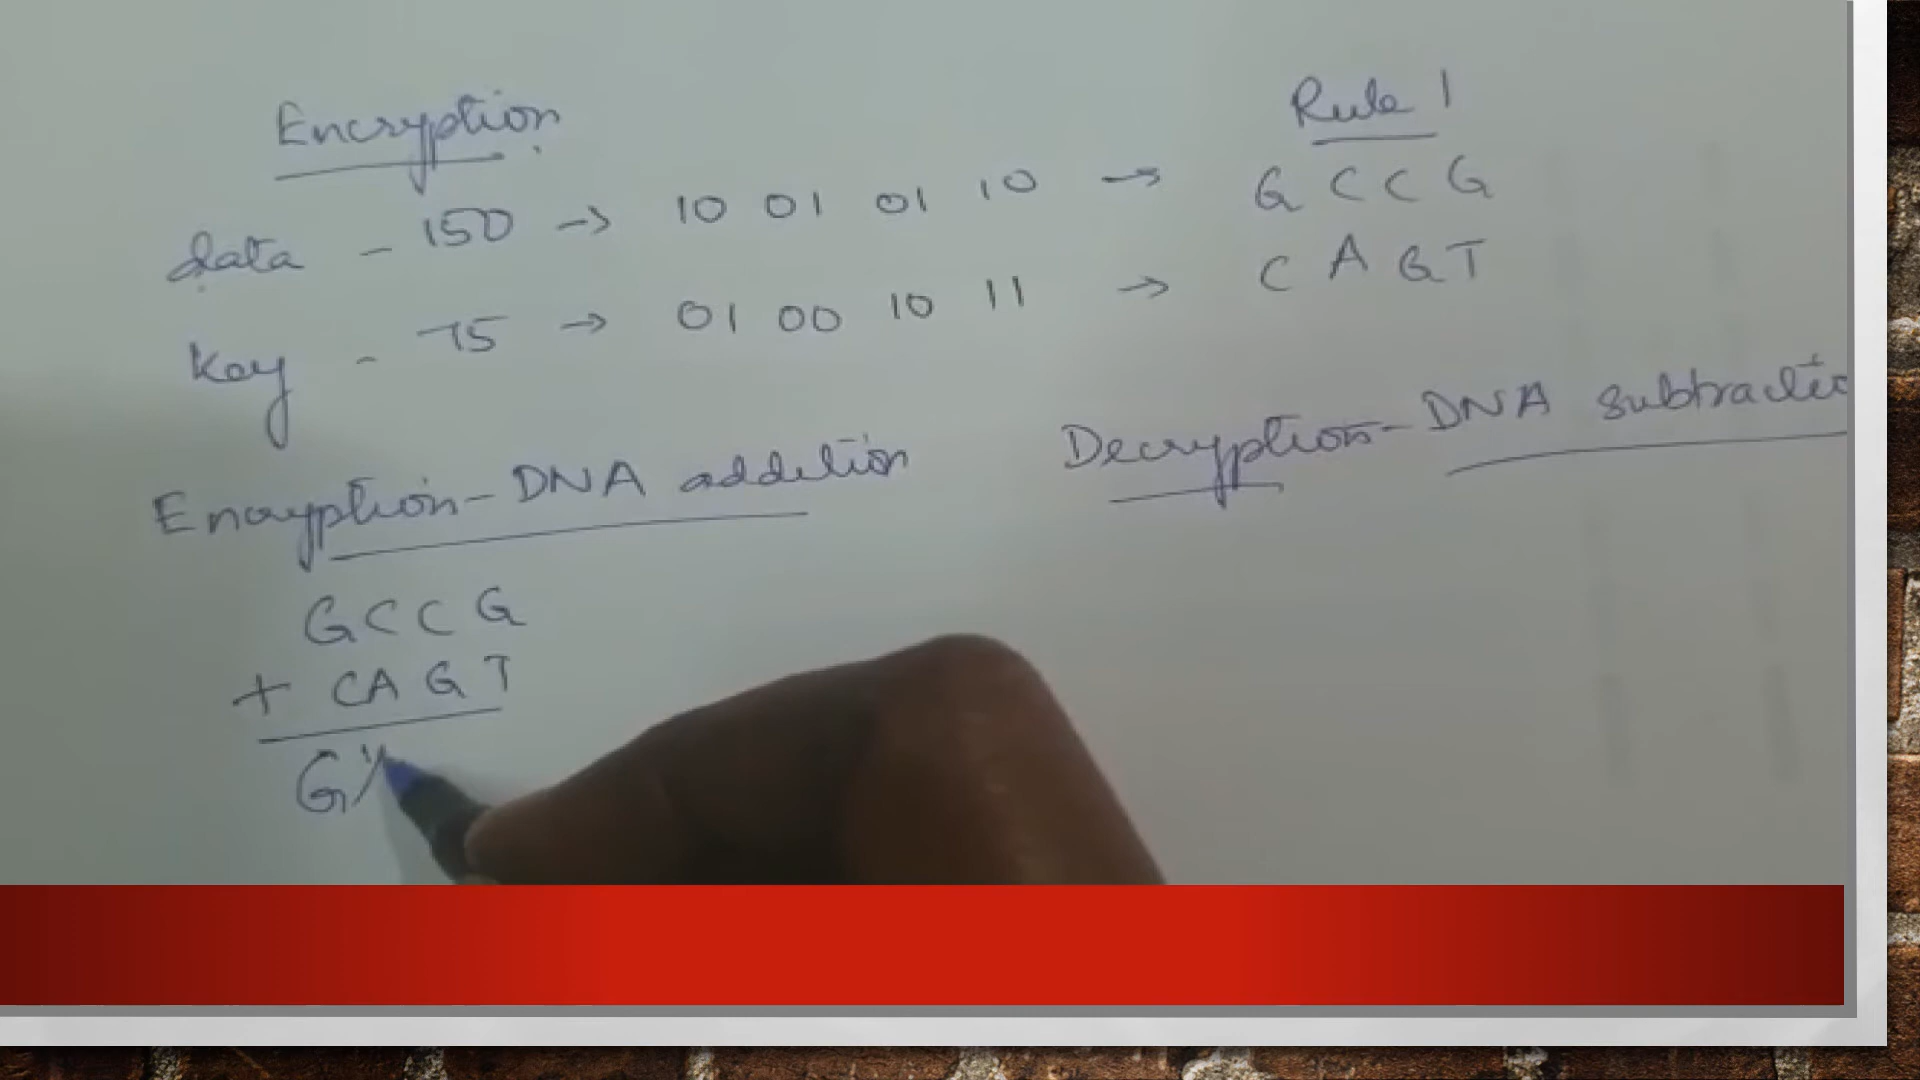 Encryption
Rule 1
data - 150 → 10 01 01 10 → G C C G
key - 75 → 01 00 10 11 → C A G T
Encryption - DNA addition
Decryption - DNA subtractio
G C C G
+ C A G T
G